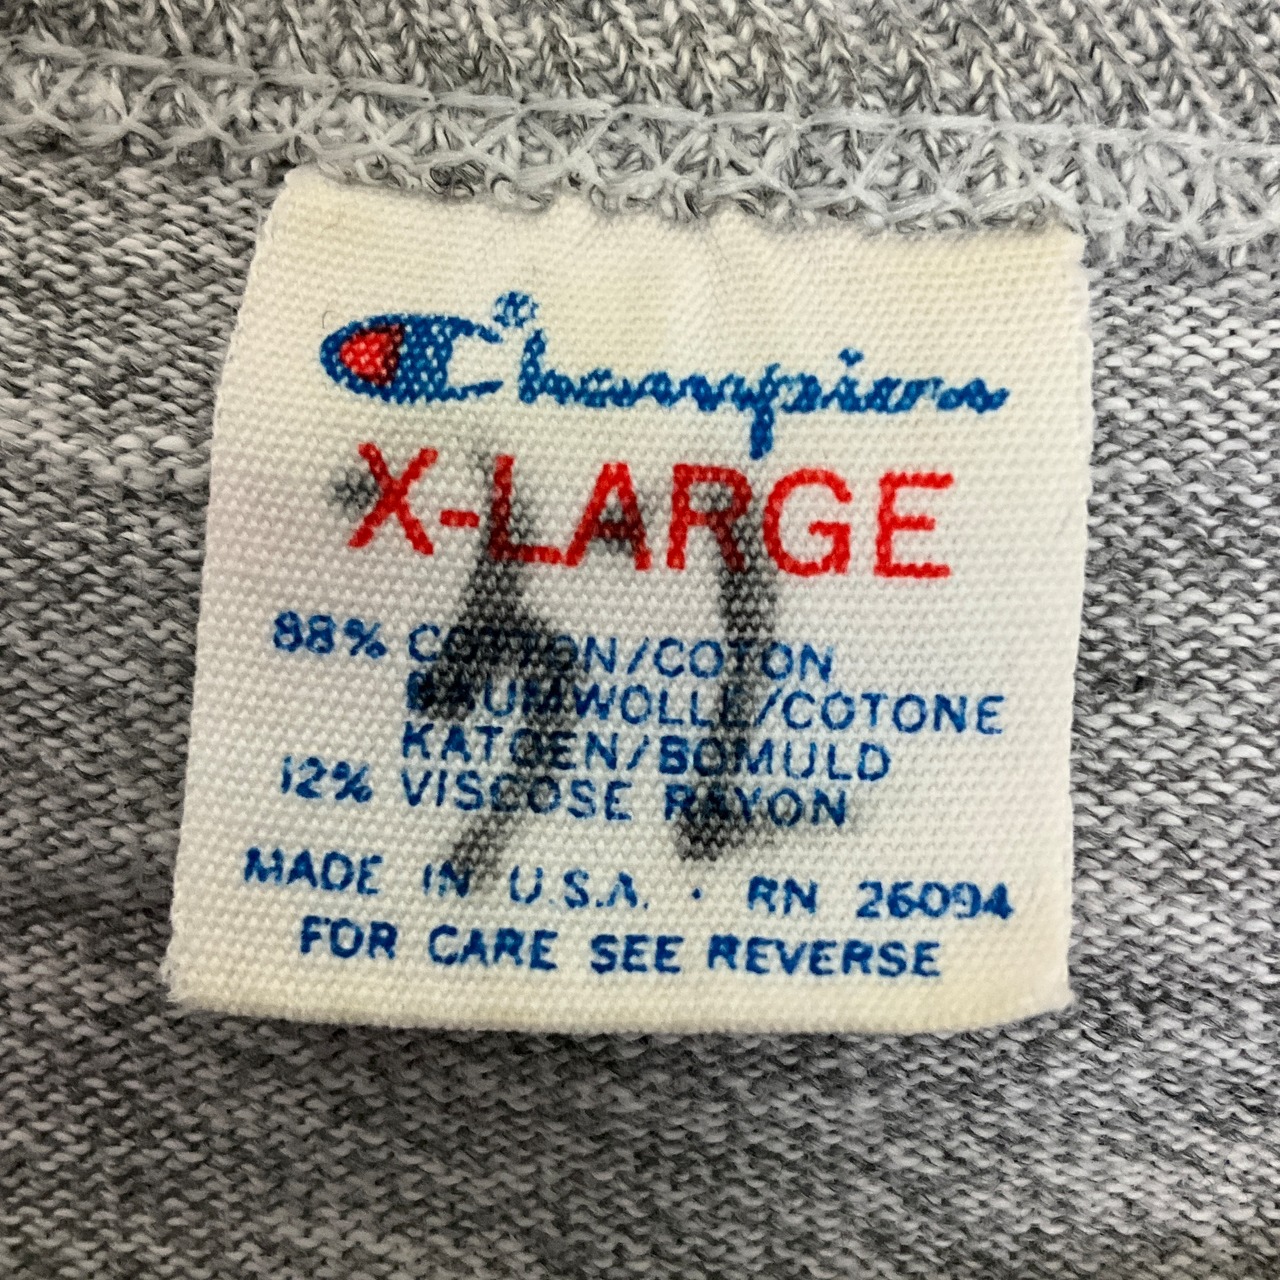 Champion®
X-LARGE
88% COTTON/COTON
BAUMWOLLE/COTONE
KATOEN/BOMULD
12% VISCOSE RAYON
MADE IN U.S.A. · RN 26094
FOR CARE SEE REVERSE